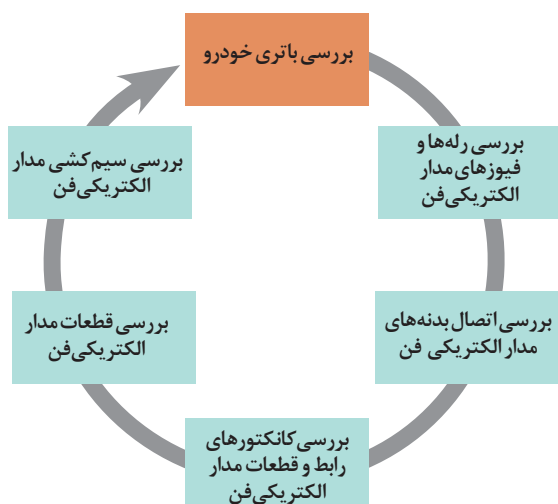 بررسی باتری خودرو
بررسی رله‌ها و
فیوزهای مدار
الکتریکی‌فن
بررسی اتصال بدنه‌های
مدار الکتریکی فن
بررسی کانکتورهای
رابط و قطعات مدار
الکتریکی‌فن
بررسی قطعات مدار
الکتریکی‌فن
بررسی سیم‌کشی مدار
الکتریکی‌فن